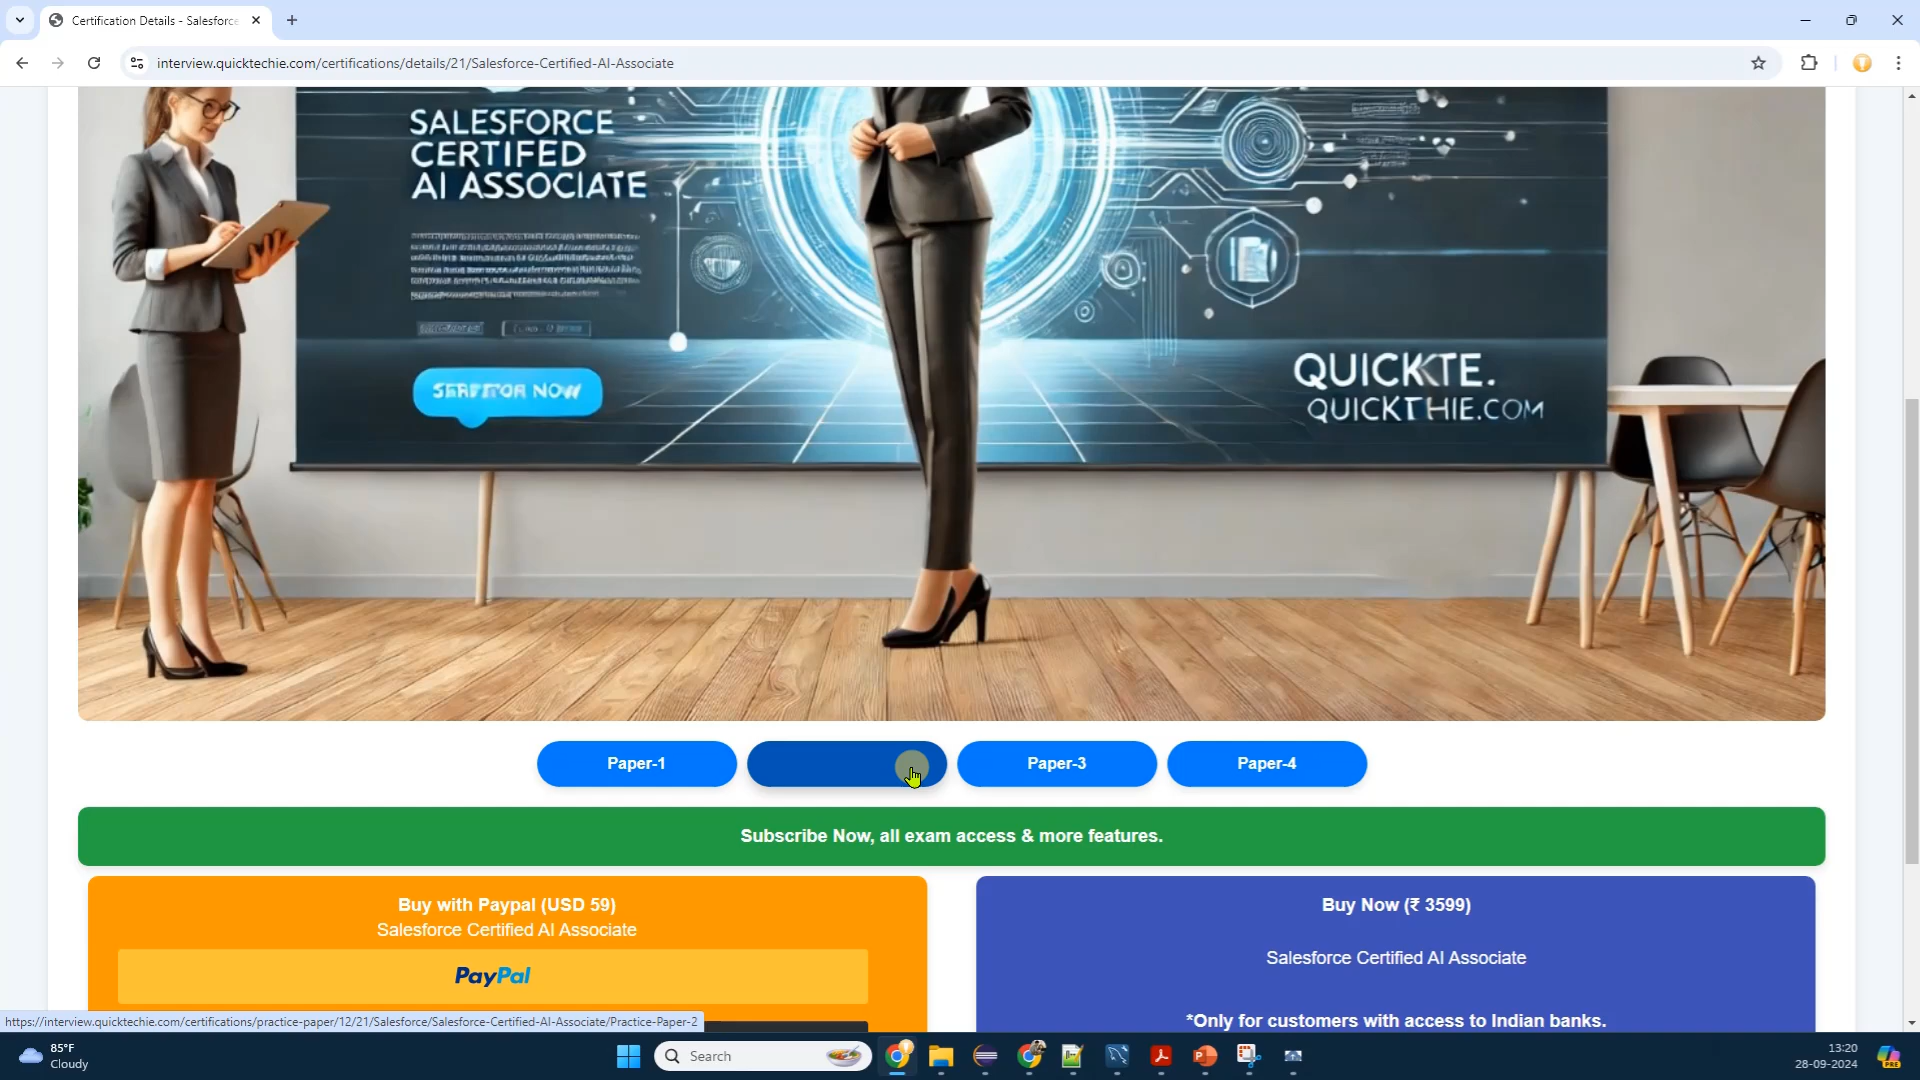 Certification Details - Salesforce
interview.quicktechie.com/certifications/details/21/Salesforce-Certified-AI-Associate
SALESFORCE
CERTIFED
AI ASSOCIATE
QUICKTE.
QUICKTHIE.COM
Paper-1
Paper-3
Paper-4
Subscribe Now, all exam access & more features.
Buy with Paypal (USD 59)
Salesforce Certified AI Associate
PayPal
Buy Now (₹ 3599)
Salesforce Certified AI Associate
*Only for customers with access to Indian banks.
https://interview.quicktechie.com/certifications/practice-paper/12/21/Salesforce/Salesforce-Certified-AI-Associate/Practice-Paper-2
85°F
Cloudy
Search
13:20
28-09-2024
PRE